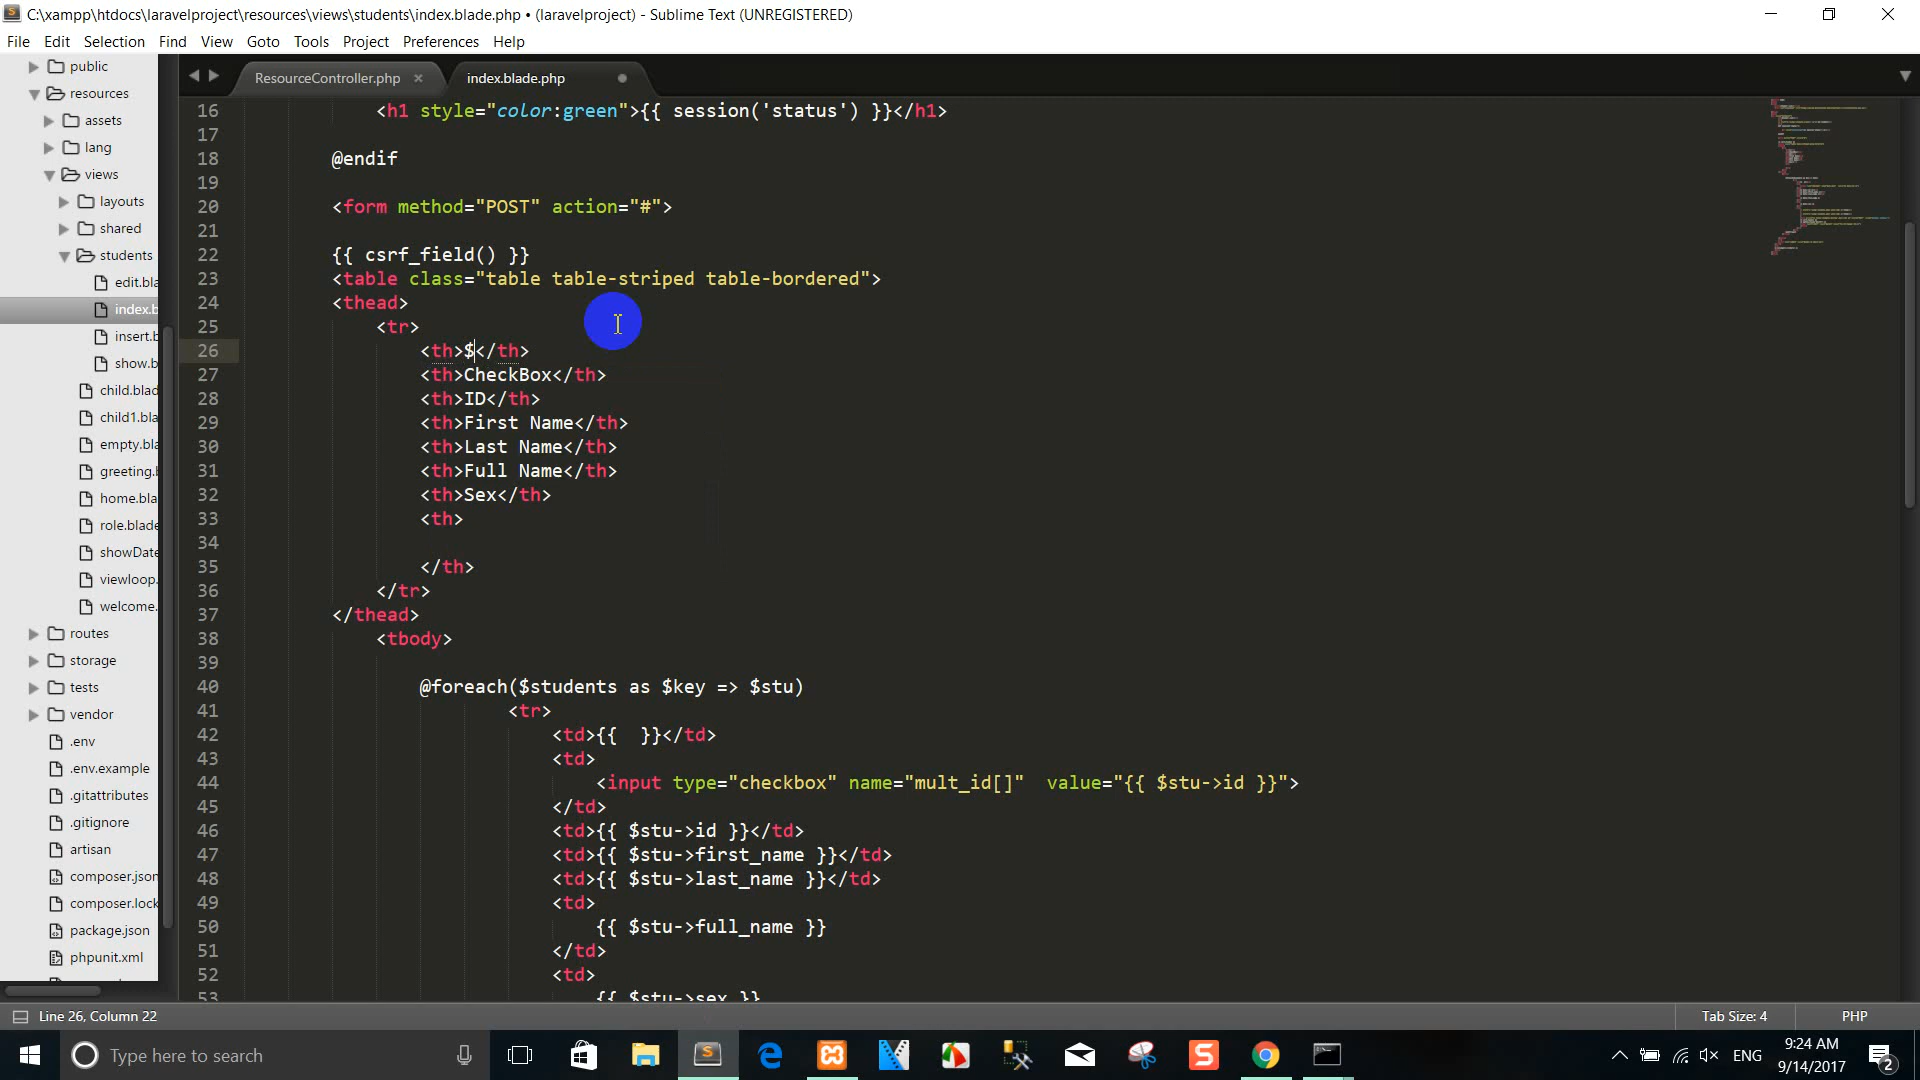 C:\xampp\htdocs\laravelproject\resources\views\students\index.blade.php • (laravelproject) - Sublime Text (UNREGISTERED)
File Edit Selection Find View Goto Tools Project Preferences Help
public
resources
assets
lang
views
layouts
shared
students
edit.bla
index.b
insert.b
show.b
child.blad
child1.bla
empty.bla
greeting.
home.bla
role.blade
showDate
viewloop.
welcome.
routes
storage
tests
vendor
.env
.env.example
.gitattributes
.gitignore
artisan
composer.json
composer.lock
package.json
phpunit.xml
ResourceController.php × index.blade.php
16 <h1 style="color:green">{{ session('status') }}</h1>
17
18 @endif
19
20 <form method="POST" action="#">
21
22 {{ csrf_field() }}
23 <table class="table table-striped table-bordered">
24 <thead>
25 <tr>
26 <th>$</th>
27 <th>CheckBox</th>
28 <th>ID</th>
29 <th>First Name</th>
30 <th>Last Name</th>
31 <th>Full Name</th>
32 <th>Sex</th>
33 <th>
34
35 </th>
36 </tr>
37 </thead>
38 <tbody>
39
40 @foreach($students as $key => $stu)
41 <tr>
42 <td>{{  }}</td>
43 <td>
44 <input type="checkbox" name="mult_id[]"  value="{{ $stu->id }}">
45 </td>
46 <td>{{ $stu->id }}</td>
47 <td>{{ $stu->first_name }}</td>
48 <td>{{ $stu->last_name }}</td>
49 <td>
50 {{ $stu->full_name }}
51 </td>
52 <td>
53 {{ $stu->sex }}
Line 26, Column 22 Tab Size: 4 PHP
Type here to search ENG 9:24 AM
9/14/2017 2